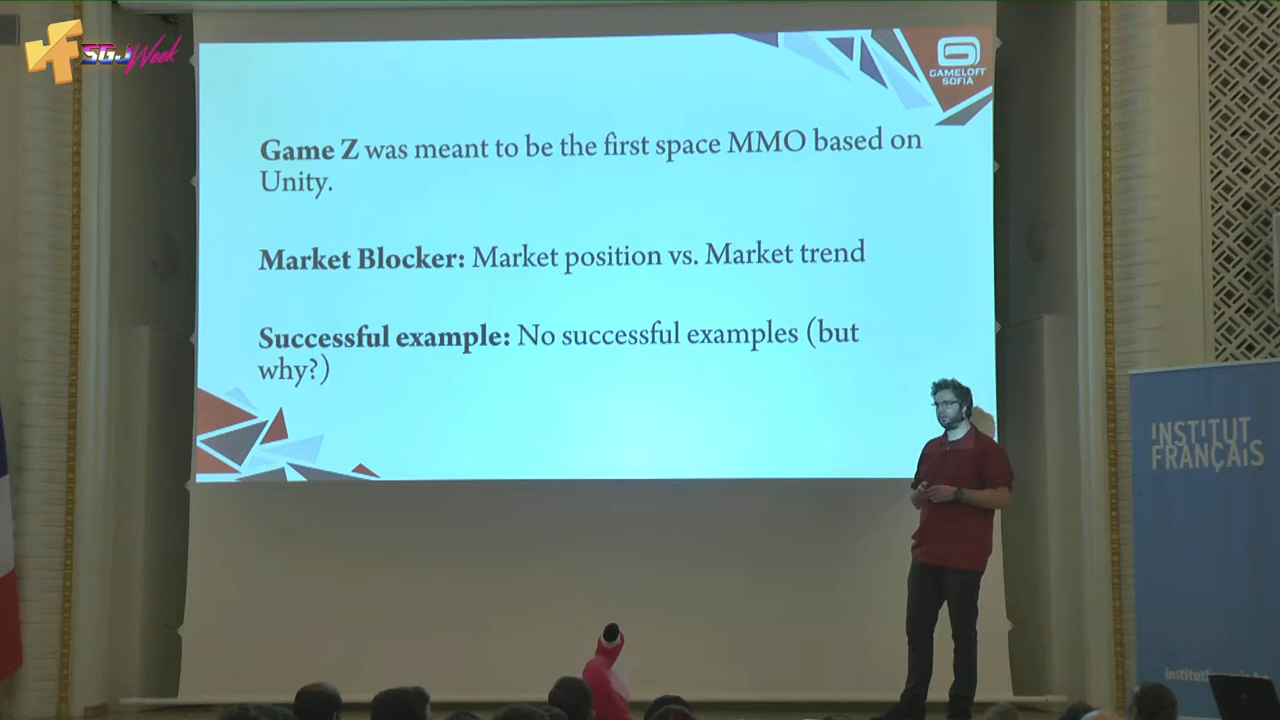 SGJ Week
GAMELOFT
SOFIA
Game Z was meant to be the first space MMO based on
Unity.
Market Blocker: Market position vs. Market trend
Successful example: No successful examples (but
why?)
INSTITUT
FRANÇAIS